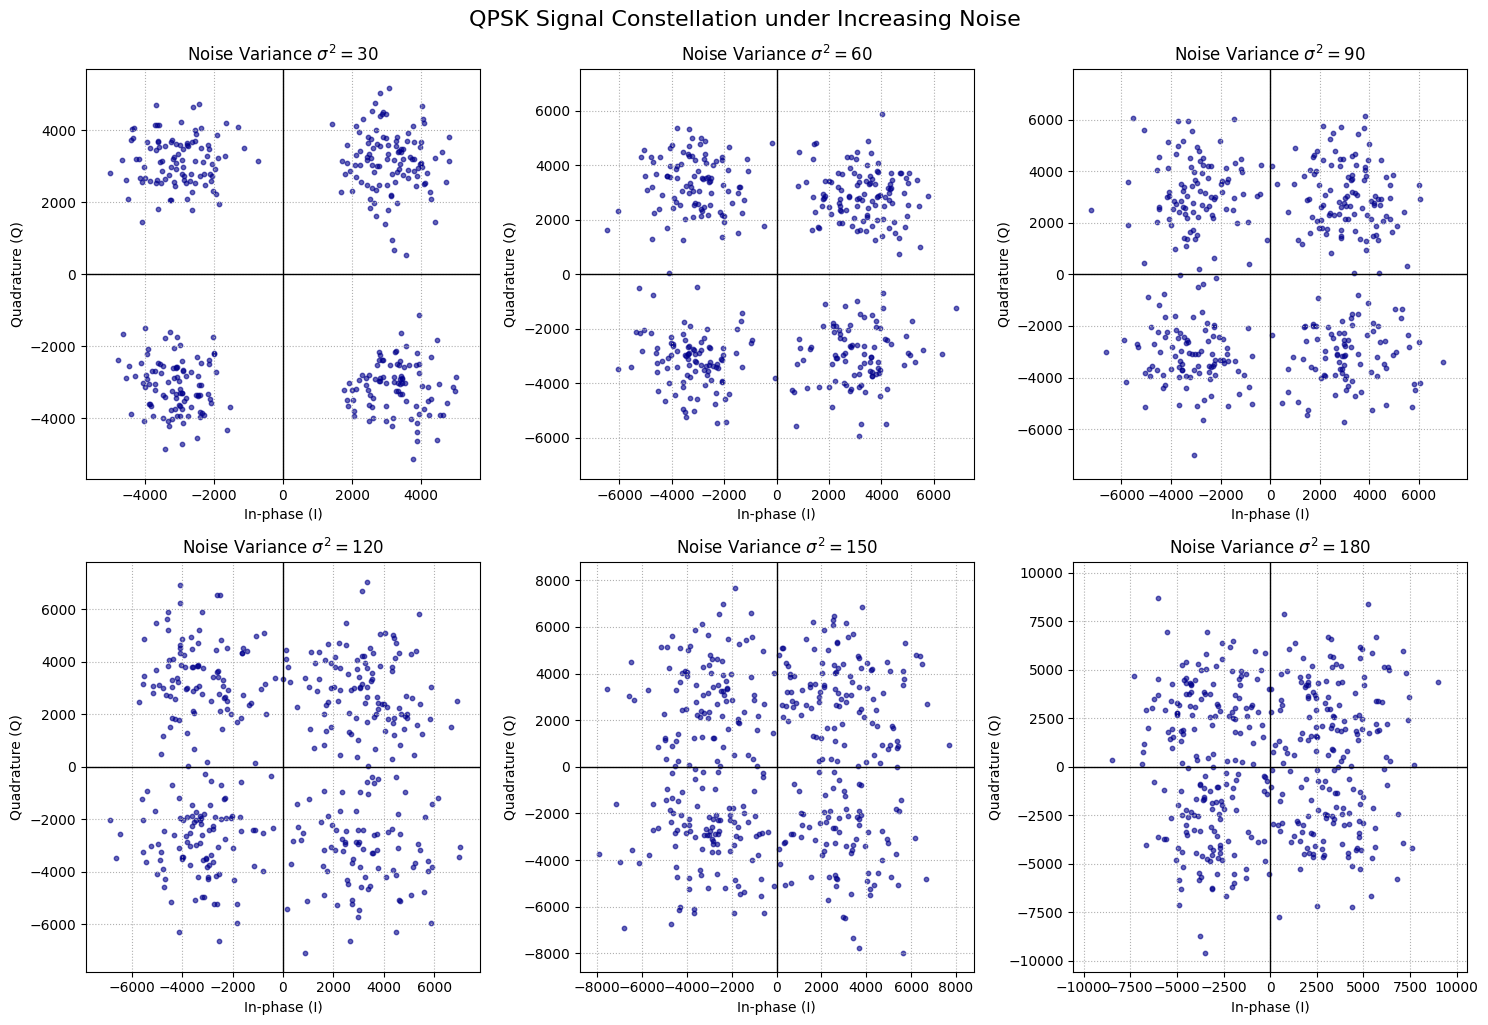 QPSK Signal Constellation under Increasing Noise
Noise Variance σ² = 30
4000
2000
0
−2000
−4000
Quadrature (Q)
−4000 −2000 0 2000 4000
In-phase (I)
Noise Variance σ² = 60
6000
4000
2000
0
−2000
−4000
−6000
Quadrature (Q)
−6000 −4000 −2000 0 2000 4000 6000
In-phase (I)
Noise Variance σ² = 90
6000
4000
2000
0
−2000
−4000
−6000
Quadrature (Q)
−6000 −4000 −2000 0 2000 4000 6000
In-phase (I)
Noise Variance σ² = 120
6000
4000
2000
0
−2000
−4000
−6000
Quadrature (Q)
−6000 −4000 −2000 0 2000 4000 6000
In-phase (I)
Noise Variance σ² = 150
8000
6000
4000
2000
0
−2000
−4000
−6000
−8000
Quadrature (Q)
−8000 −6000 −4000 −2000 0 2000 4000 6000 8000
In-phase (I)
Noise Variance σ² = 180
10000
7500
5000
2500
0
−2500
−5000
−7500
−10000
Quadrature (Q)
−10000 −7500 −5000 −2500 0 2500 5000 7500 10000
In-phase (I)